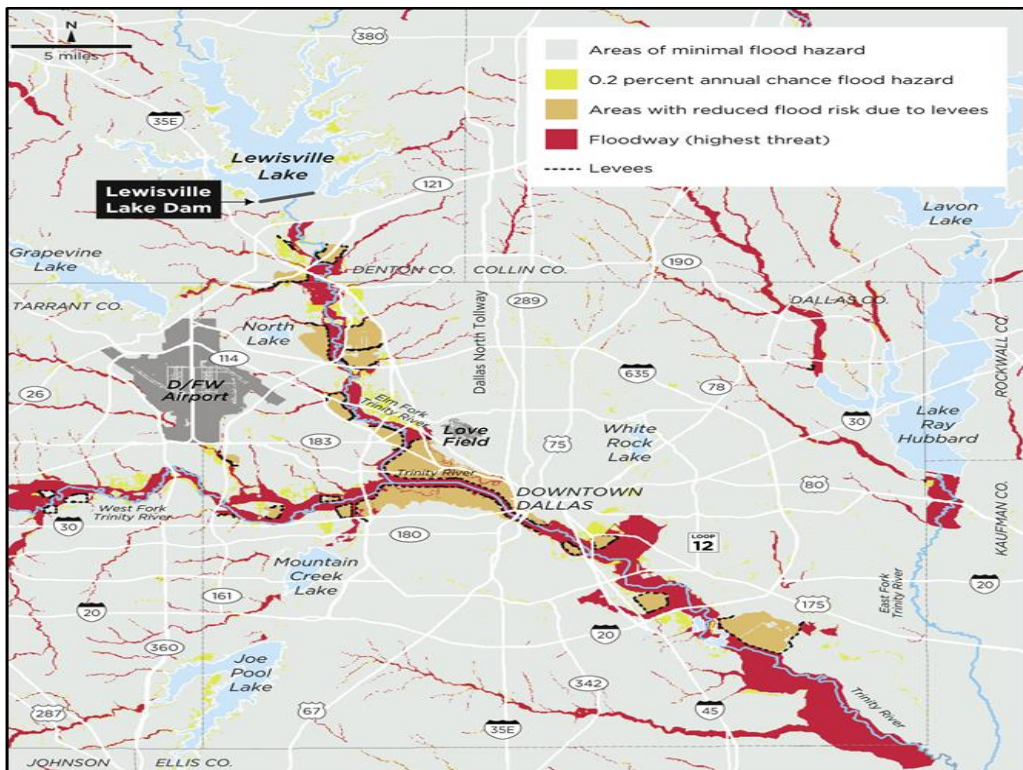 N
5 miles
380
Areas of minimal flood hazard
0.2 percent annual chance flood hazard
Areas with reduced flood risk due to levees
Floodway (highest threat)
Levees
35E
Lewisville
Lake
Lewisville
Lake Dam
121
Lavon
Lake
Grapevine
Lake
DENTON CO.
COLLIN CO.
190
TARRANT CO.
DALLAS CO.
289
North
Lake
Dallas North Tollway
ROCKWALL CO.
114
D/FW
Airport
635
78
26
Elm Fork
Trinity River
30
Lake
Ray
Hubbard
183
Love
Field
75
White
Rock
Lake
Trinity River
80
DOWNTOWN
DALLAS
West Fork
Trinity River
30
180
LOOP
12
KAUFMAN CO.
Mountain
Creek
Lake
161
20
East Fork
Trinity River
20
175
20
360
Joe
Pool
Lake
342
287
67
35E
45
Trinity River
JOHNSON
ELLIS CO.